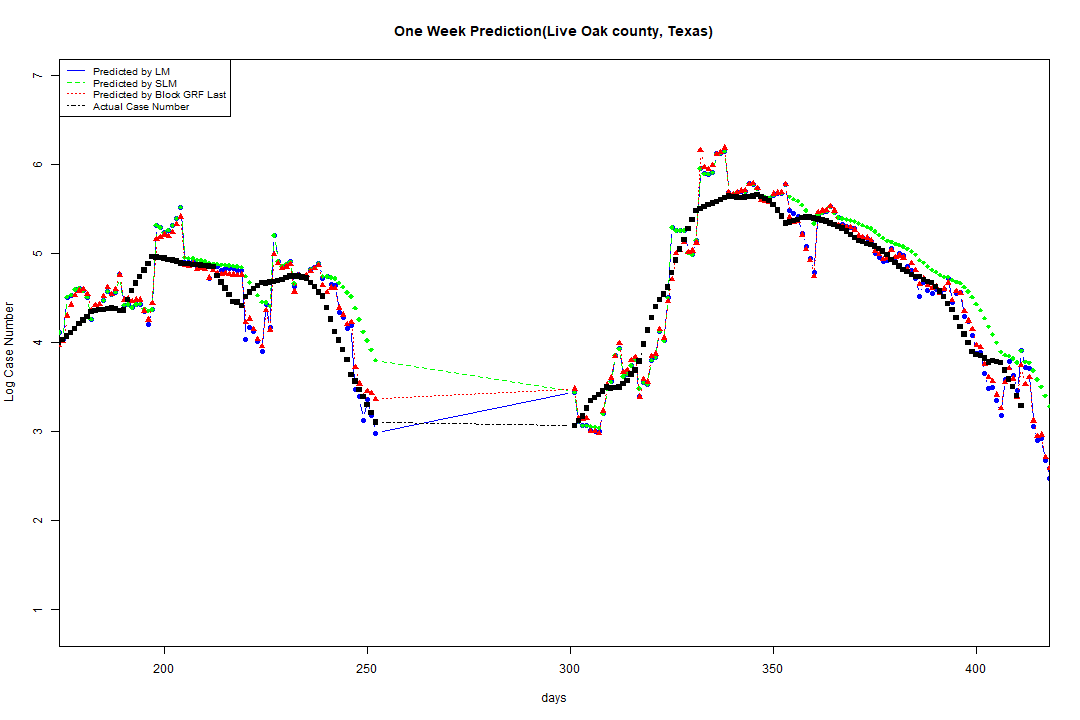 One Week Prediction(Live Oak county, Texas)
Predicted by LM
Predicted by SLM
Predicted by Block GRF Last
Actual Case Number
7
6
5
4
3
2
1
Log Case Number
200 250 300 350 400
days